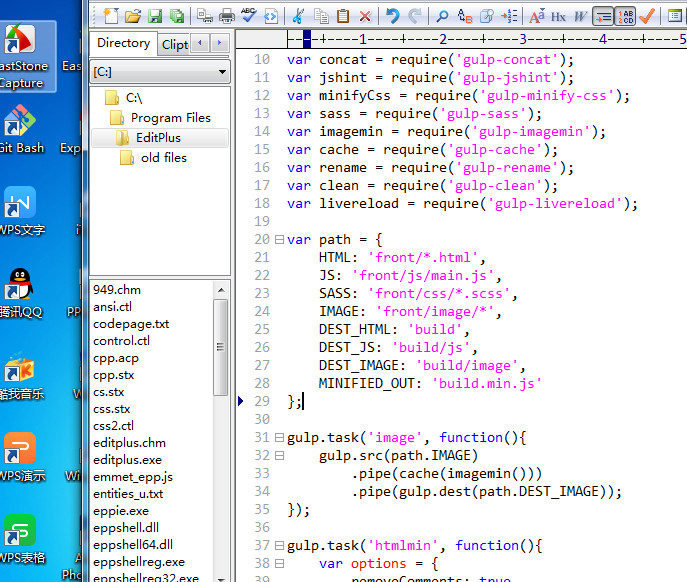 astStone
Capture
Eas
Git Bash
Exp
WPS文字
腾讯QQ
PP
酷我音乐
WPS演示
Wi
WPS表格
Pho
Directory
Clipt
[C:]
C:\
Program Files
EditPlus
old files
949.chm
ansi.ctl
codepage.txt
control.ctl
cpp.acp
cpp.stx
cs.stx
css.stx
css2.ctl
editplus.chm
editplus.exe
emmet_epp.js
entities_u.txt
eppie.exe
eppshell.dll
eppshell64.dll
eppshellreg.exe
eppshellreg32.exe
----+----1----+----2----+----3----+----4----+----5
10 var concat = require('gulp-concat');
11 var jshint = require('gulp-jshint');
12 var minifyCss = require('gulp-minify-css');
13 var sass = require('gulp-sass');
14 var imagemin = require('gulp-imagemin');
15 var cache = require('gulp-cache');
16 var rename = require('gulp-rename');
17 var clean = require('gulp-clean');
18 var livereload = require('gulp-livereload');
19
20 var path = {
21 HTML: 'front/*.html',
22 JS: 'front/js/main.js',
23 SASS: 'front/css/*.scss',
24 IMAGE: 'front/image/*',
25 DEST_HTML: 'build',
26 DEST_JS: 'build/js',
27 DEST_IMAGE: 'build/image',
28 MINIFIED_OUT: 'build.min.js'
29 };
30
31 gulp.task('image', function(){
32 gulp.src(path.IMAGE)
33 .pipe(cache(imagemin()))
34 .pipe(gulp.dest(path.DEST_IMAGE));
35 });
36
37 gulp.task('htmlmin', function(){
38 var options = {
39 removeComments: true